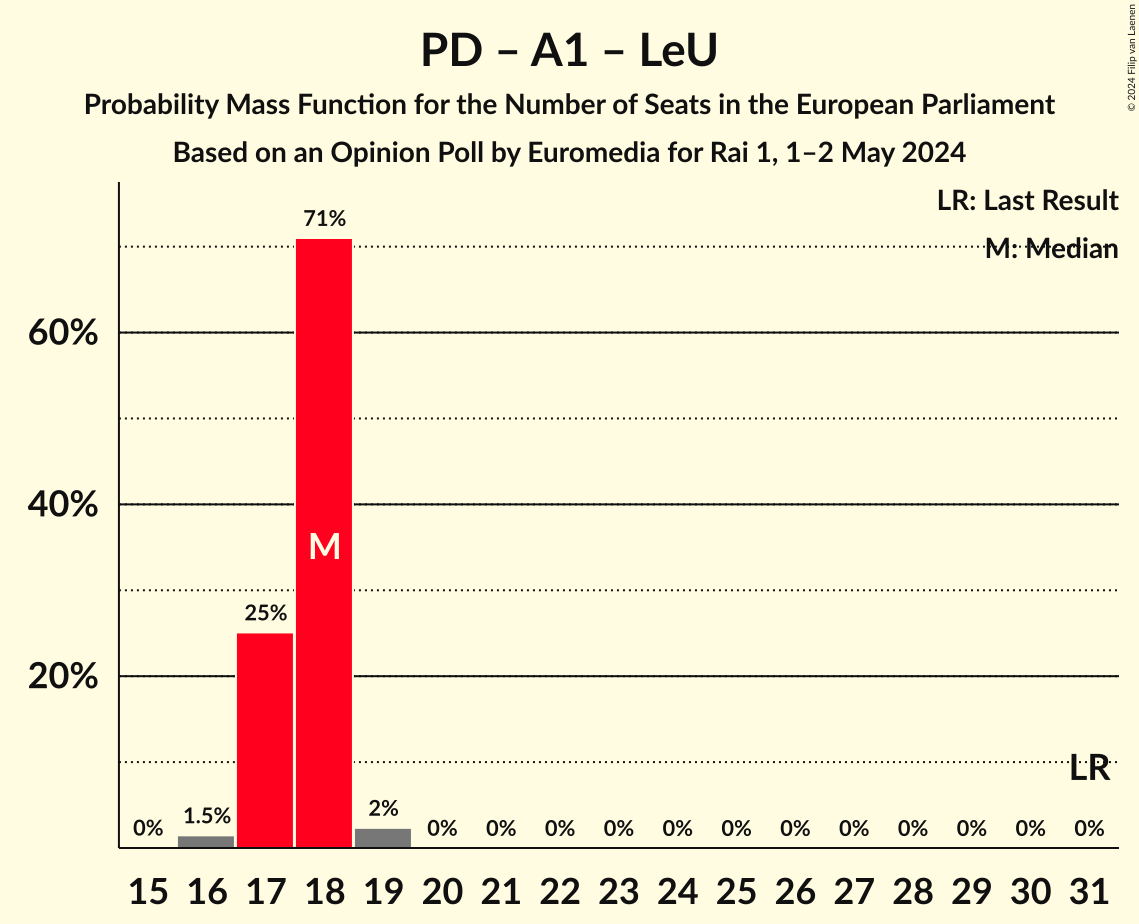 PD – A1 – LeU
Probability Mass Function for the Number of Seats in the European Parliament
Based on an Opinion Poll by Euromedia for Rai 1, 1–2 May 2024
© 2024 Filip van Laenen
LR: Last Result
M: Median
71%
60%
40%
M
25%
20%
LR
0% 1.5% 2% 0% 0% 0% 0% 0% 0% 0% 0% 0% 0% 0% 0%
15 16 17 18 19 20 21 22 23 24 25 26 27 28 29 30 31